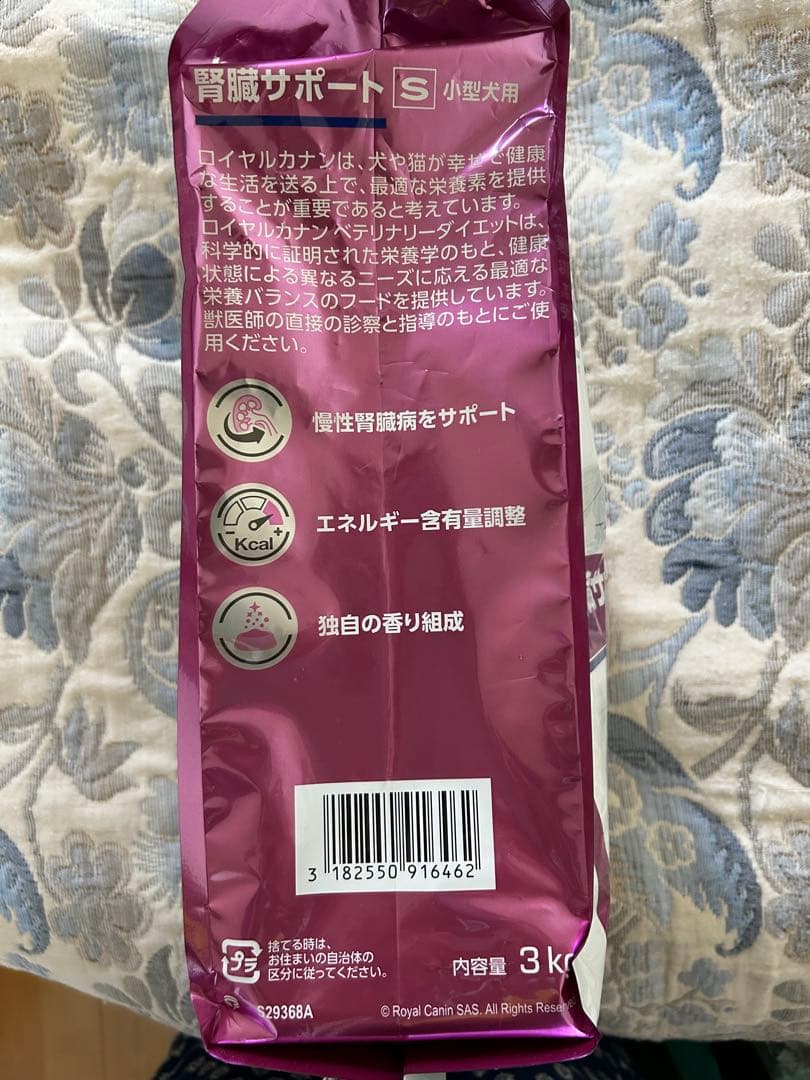 腎臓サポート S 小型犬用
ロイヤルカナンは、犬や猫が幸せで健康
な生活を送る上で、最適な栄養素を提供
することが重要であると考えています。
ロイヤルカナン ベテリナリーダイエットは、
科学的に証明された栄養学のもと、健康
状態による異なるニーズに応える最適な
栄養バランスのフードを提供しています。
獣医師の直接の診察と指導のもとにご使
用ください。
慢性腎臓病をサポート
- Kcal +
エネルギー含有量調整
独自の香り組成
3 182550 916462
プラ
捨てる時は、
お住まいの自治体の
区分に従ってください。
内容量 3 k
S29368A
© Royal Canin SAS. All Rights Reserve